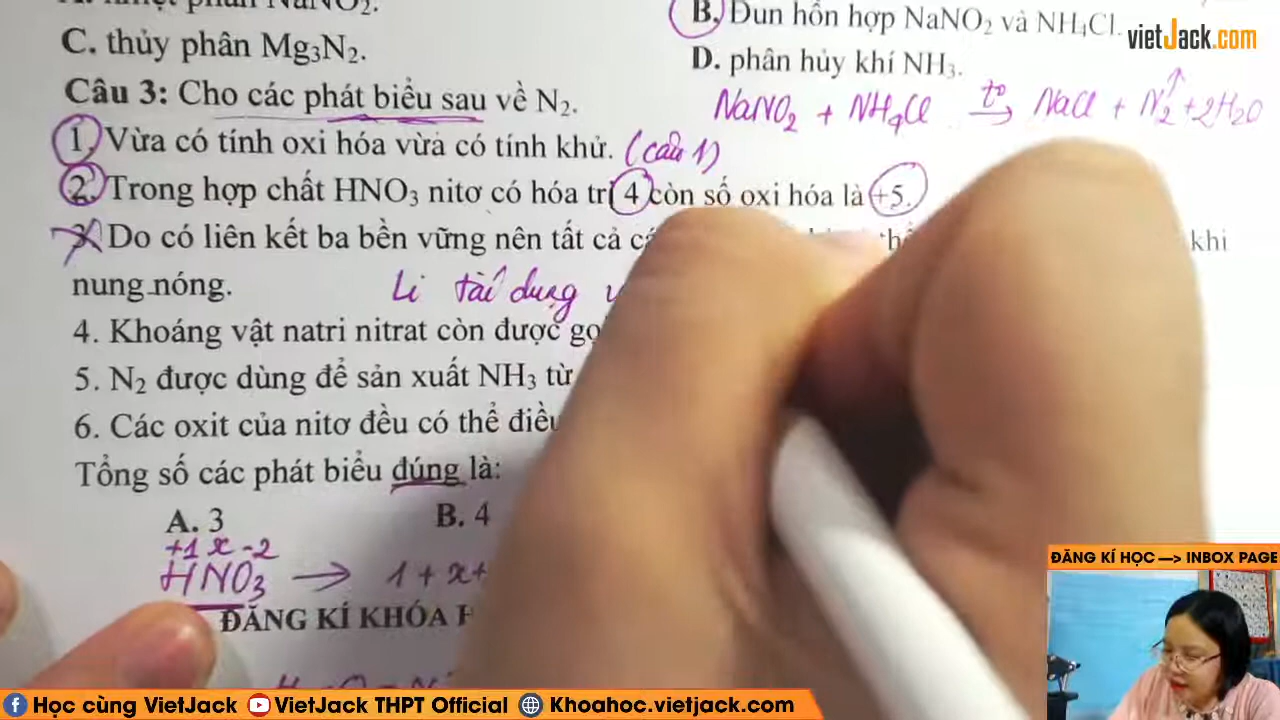 B. Đun hỗn hợp NaNO₂ và NH₄Cl.
vietJack.com
C. thủy phân Mg₃N₂.
D. phân hủy khí NH₃.
NaNO₂ + NH₄Cl t° → NaCl + N₂↑ + 2H₂O
Câu 3: Cho các phát biểu sau về N₂.
1. Vừa có tính oxi hóa vừa có tính khử. (câu 1)
2. Trong hợp chất HNO₃ nitơ có hóa trị 4 còn số oxi hóa là +5.
3. Do có liên kết ba bền vững nên tất cả khi
nung nóng.
Li tác dụng
4. Khoáng vật natri nitrat còn được
5. N₂ được dùng để sản xuất NH₃ từ
6. Các oxit của nitơ đều có thể
Tổng số các phát biểu đúng là:
A. 3
B. 4
+1 x -2
HNO₃ → 1 + x +
ĐĂNG KÍ KHÓA
ĐĂNG KÍ HỌC —> INBOX PAGE
Học cùng VietJack
VietJack THPT Official
Khoahoc.vietjack.com